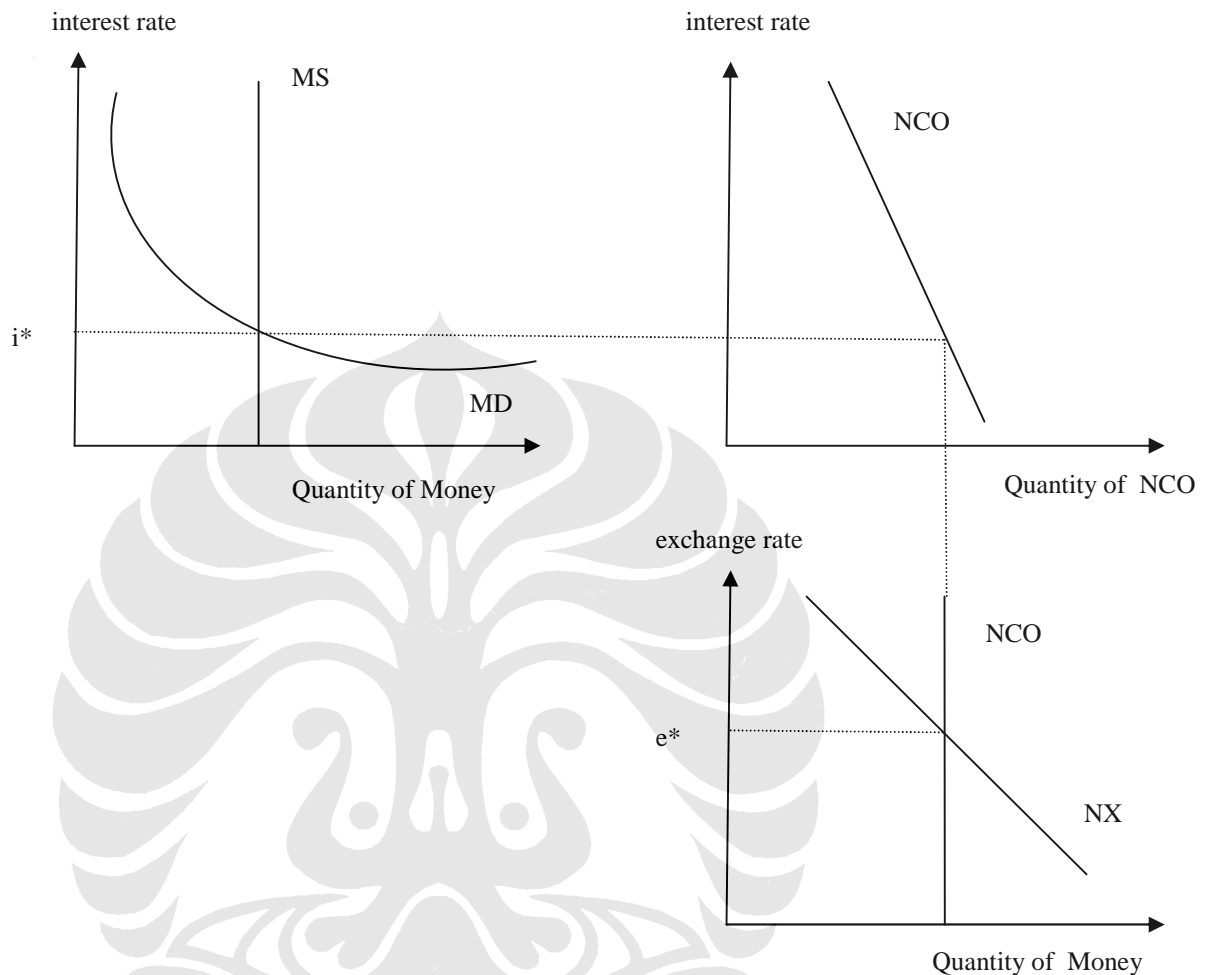 interest rate
interest rate
MS
NCO
i*
MD
Quantity of Money
Quantity of NCO
exchange rate
NCO
e*
NX
Quantity of Money